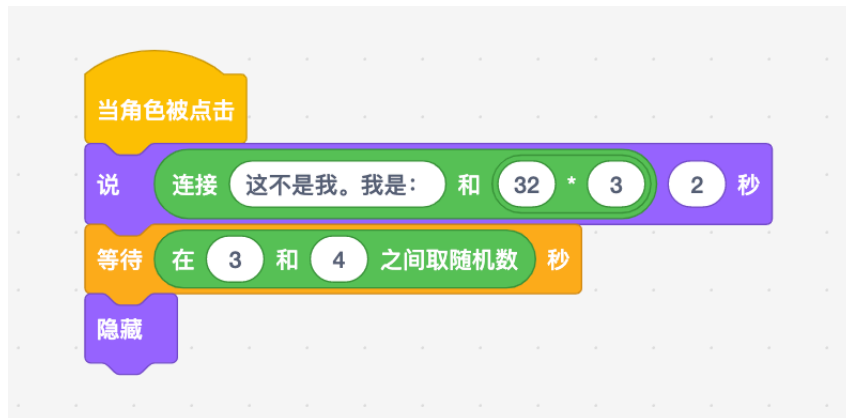 当角色被点击
说 连接 这不是我。我是： 和 32 * 3 2 秒
等待 在 3 和 4 之间取随机数 秒
隐藏